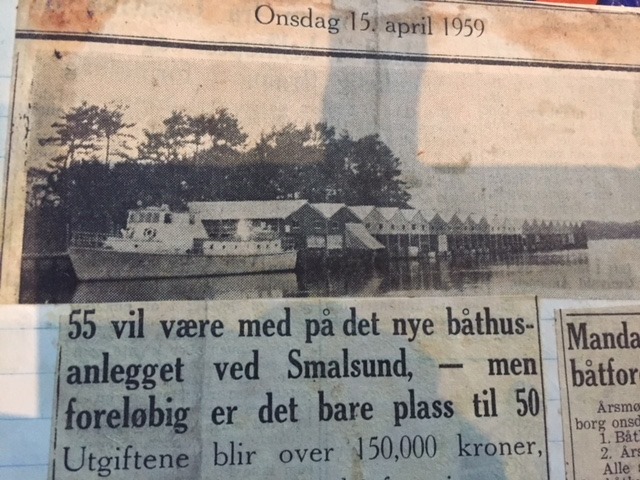 Onsdag 15. april 1959
55 vil være med på det nye båthus-
anlegget ved Smalsund, — men
foreløbig er det bare plass til 50
Utgiftene blir over 150,000 kroner,
Manda
båtfor
Årsmø
borg onsd
1. Båt
2. Års
Alle